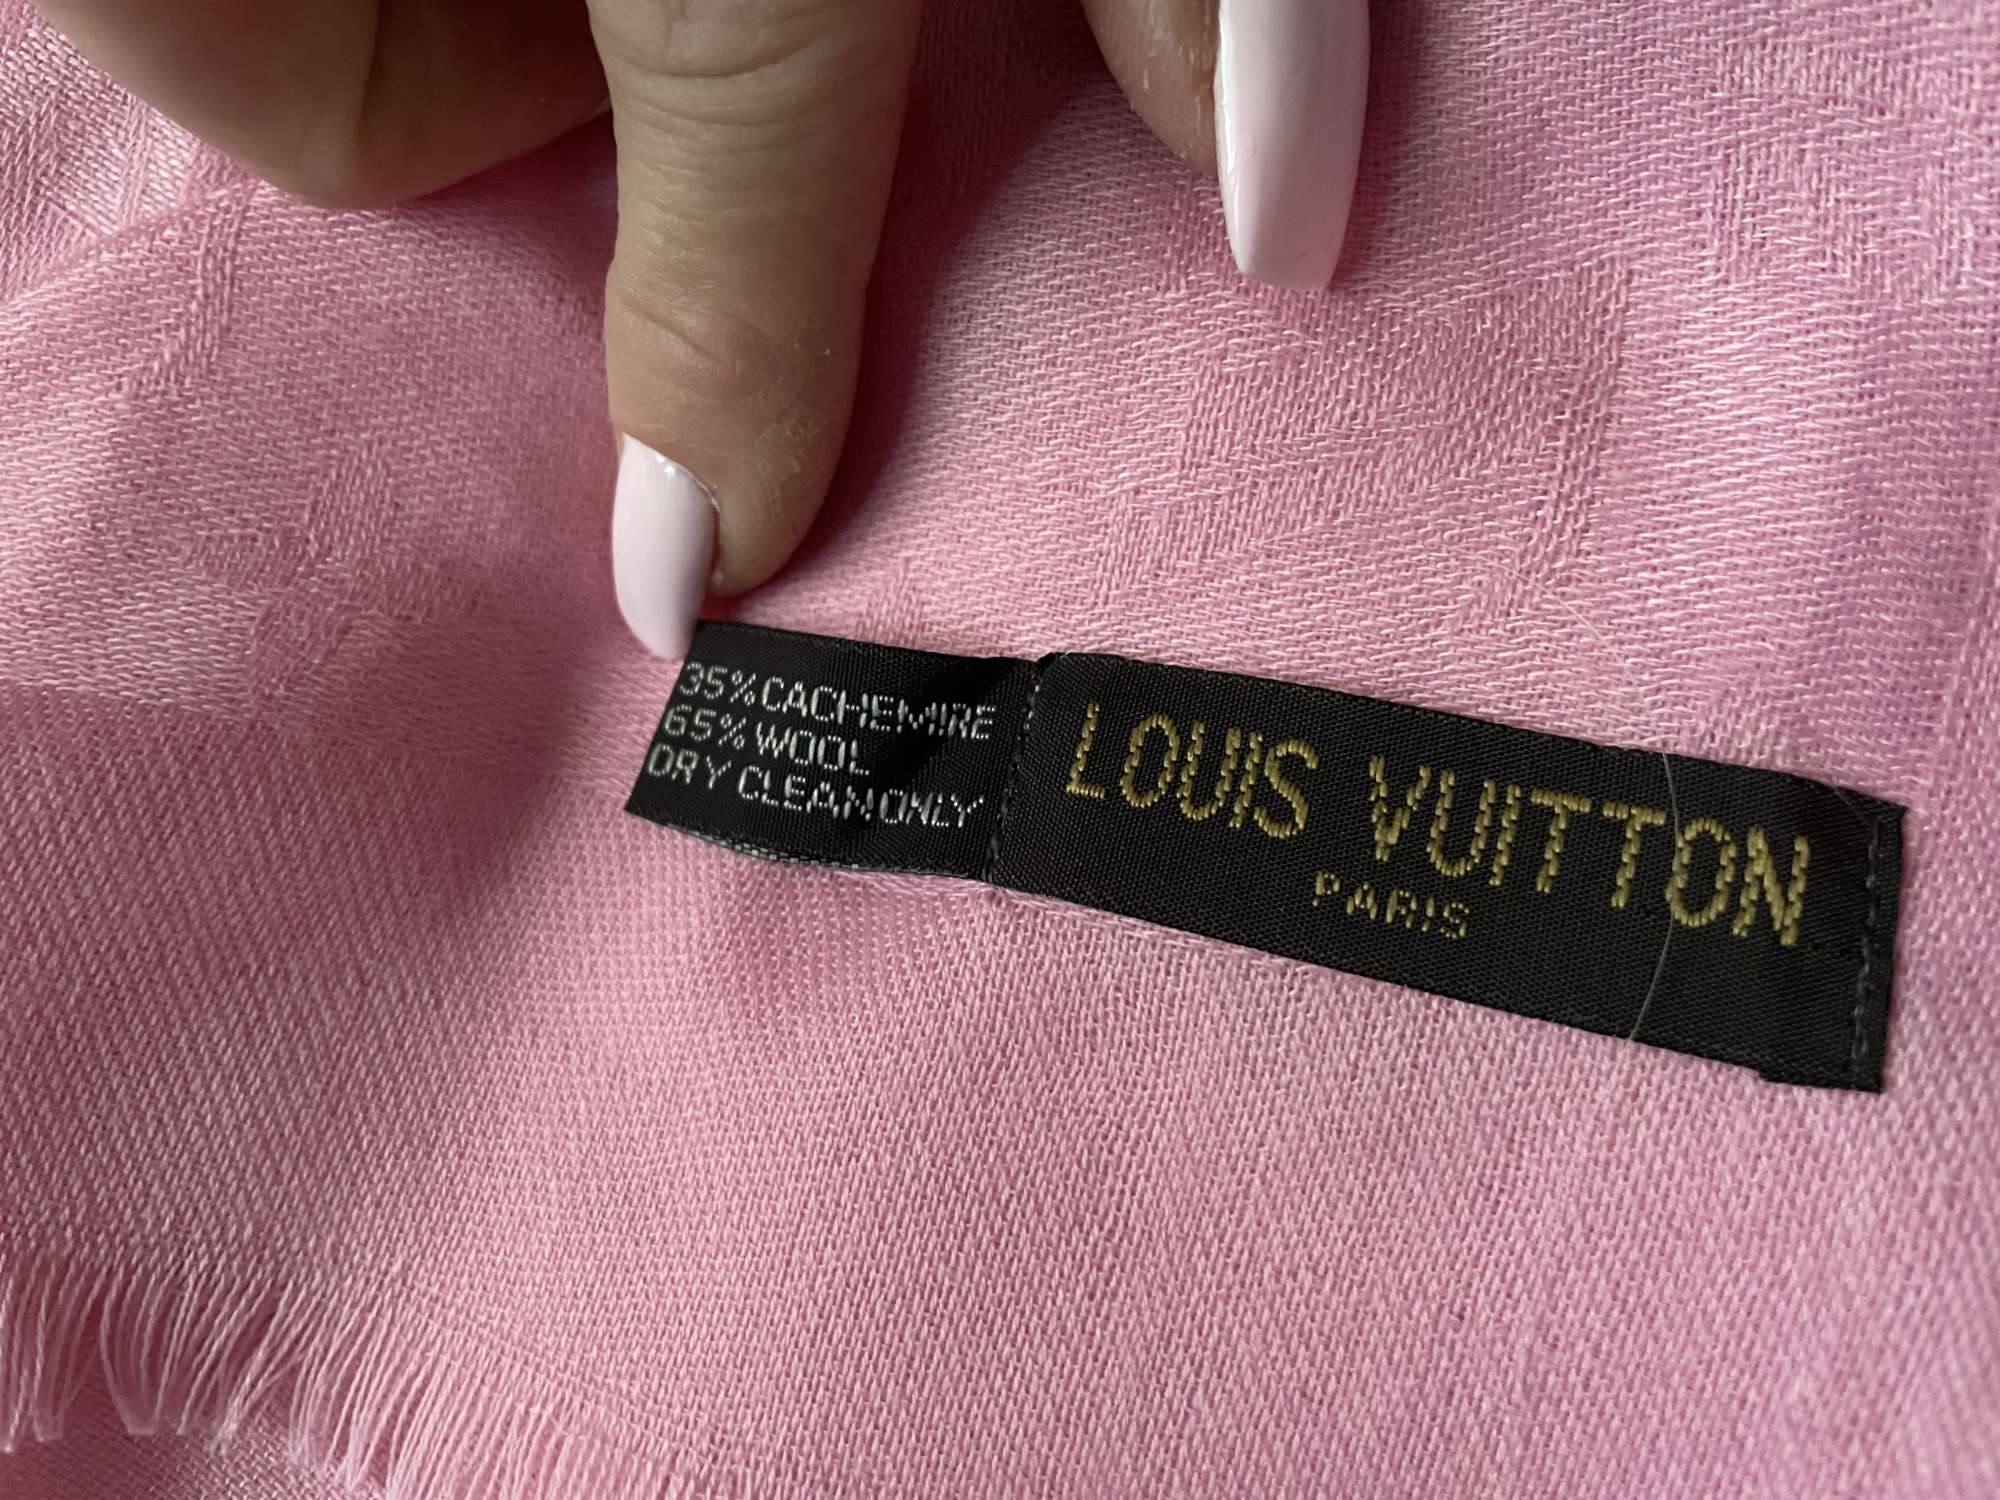 35%CACHEMIRE
65%WOOL
DRY CLEAN ONLY
LOUIS VUITTON
PARIS